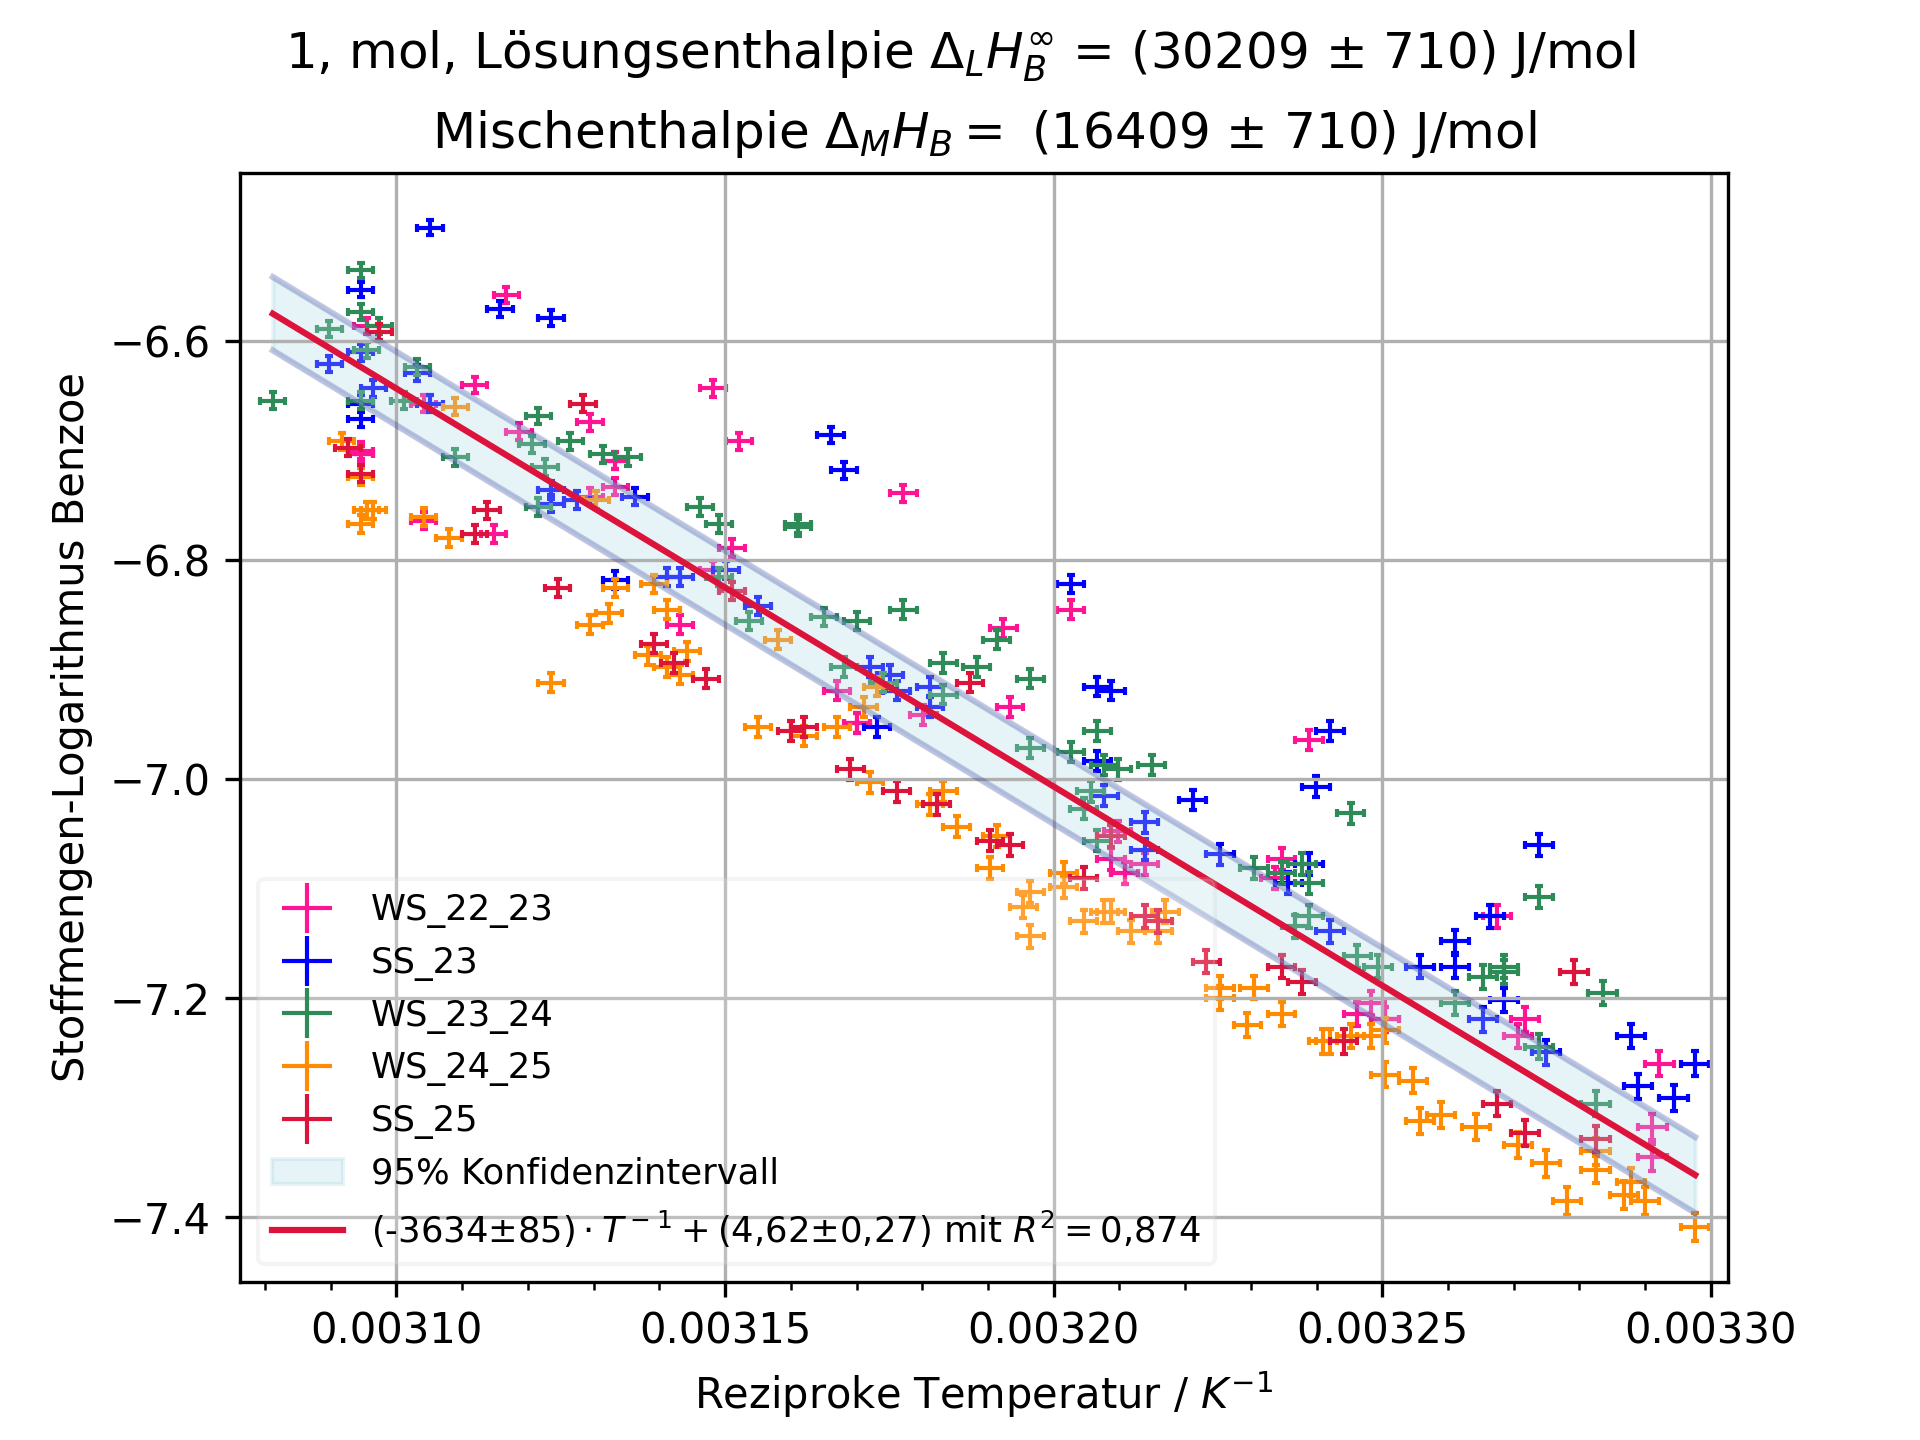 1, mol, Lösungsenthalpie Δ_L H_B^∞ = (30209 ± 710) J/mol
Mischenthalpie Δ_M H_B = (16409 ± 710) J/mol
Stoffmengen-Logarithmus Benzoe
−6.6
−6.8
−7.0
−7.2
−7.4
WS_22_23
SS_23
WS_23_24
WS_24_25
SS_25
95% Konfidenzintervall
(-3634±85) · T⁻¹ + (4,62±0,27) mit R² = 0,874
0.00310 0.00315 0.00320 0.00325 0.00330
Reziproke Temperatur / K⁻¹